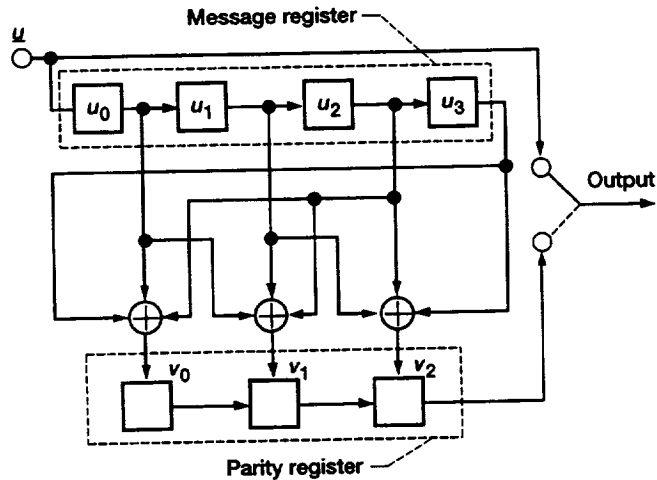 Message register
u
u0 u1 u2 u3
Output
v0 v1 v2
Parity register